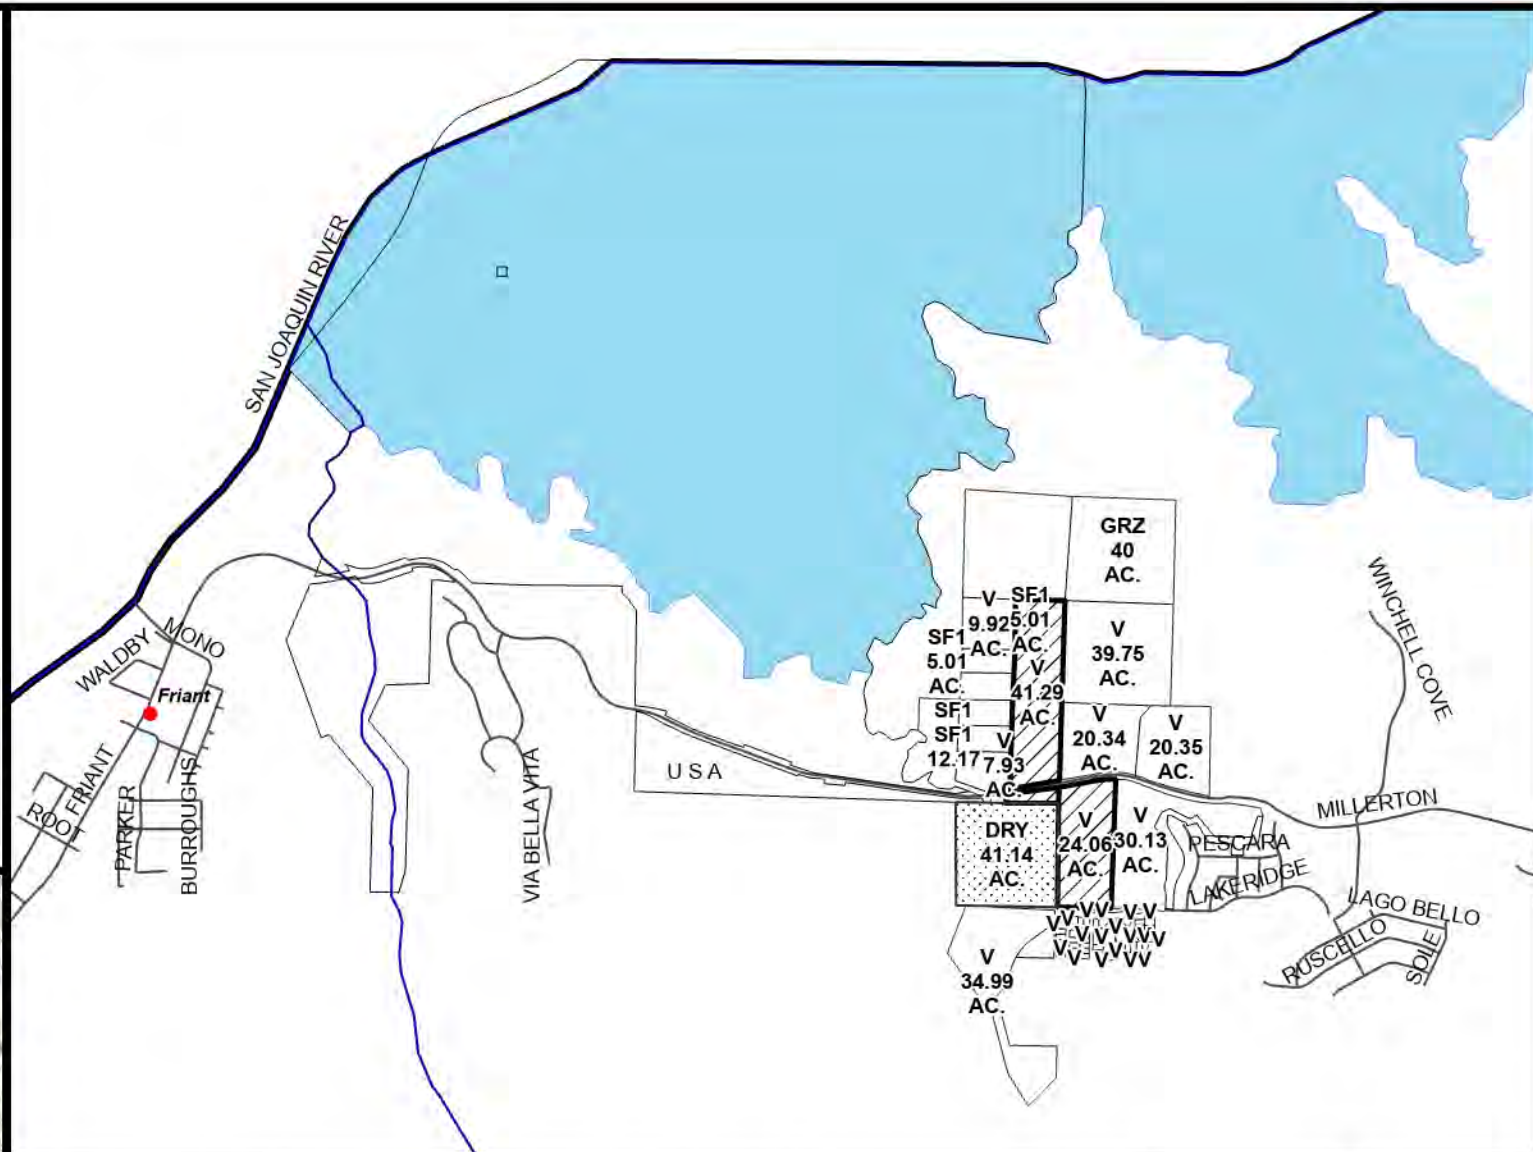 SAN JOAQUIN RIVER
GRZ
40
AC.
WINCHELL COVE
V
9.92
AC.
SF1
5.01
AC.
SF1
5.01
AC.
V
39.75
AC.
V
41.29
AC.
MONO
WALDBY
Friant
SF1
SF1
12.17
V
7.93
AC.
V
20.34
AC.
V
20.35
AC.
USA
FRIANT
ROOT
PARKER
BURROUGHS
VIA BELLA VITA
MILLERTON
DRY
41.14
AC.
V
24.06
AC.
V
30.13
AC.
PESCARA
LAKERIDGE
LAGO BELLO
RUSCELLO
SOLE
V V V V
V V V V V V
V V V V V
V V V V V
V
34.99
AC.